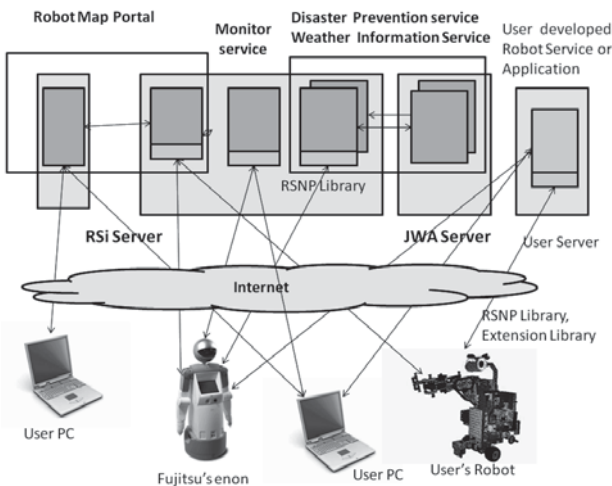 Robot Map Portal
Monitor
service
Disaster Prevention service
Weather Information Service
User developed
Robot Service or
Application
RSNP Library
RSi Server
JWA Server
User Server
Internet
RSNP Library,
Extension Library
User PC
Fujitsu's enon
User PC
User's Robot